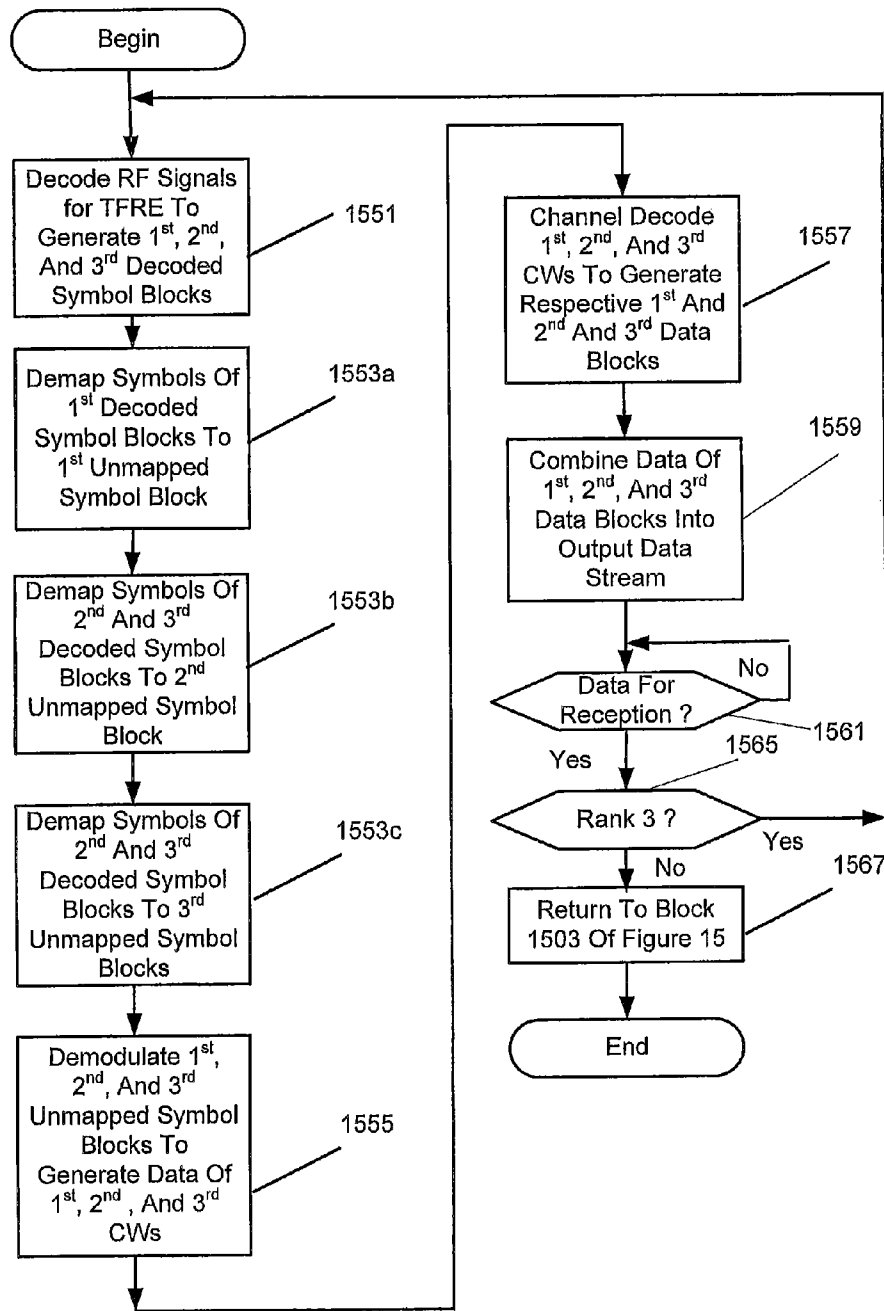 Begin
Decode RF Signals
for TFRE To
Generate 1st, 2nd,
And 3rd Decoded
Symbol Blocks
1551
Demap Symbols Of
1st Decoded
Symbol Blocks To
1st Unmapped
Symbol Block
1553a
Demap Symbols Of
2nd And 3rd
Decoded Symbol
Blocks To 2nd
Unmapped Symbol
Block
1553b
Demap Symbols Of
2nd And 3rd
Decoded Symbol
Blocks To 3rd
Unmapped Symbol
Blocks
1553c
Demodulate 1st,
2nd, And 3rd
Unmapped Symbol
Blocks To
Generate Data Of
1st, 2nd , And 3rd
CWs
1555
Channel Decode
1st, 2nd, And 3rd
CWs To Generate
Respective 1st And
2nd And 3rd Data
Blocks
1557
Combine Data Of
1st, 2nd, And 3rd
Data Blocks Into
Output Data
Stream
1559
Data For
Reception ?
No
1561
Yes
1565
Rank 3 ?
Yes
No
1567
Return To Block
1503 Of Figure 15
End